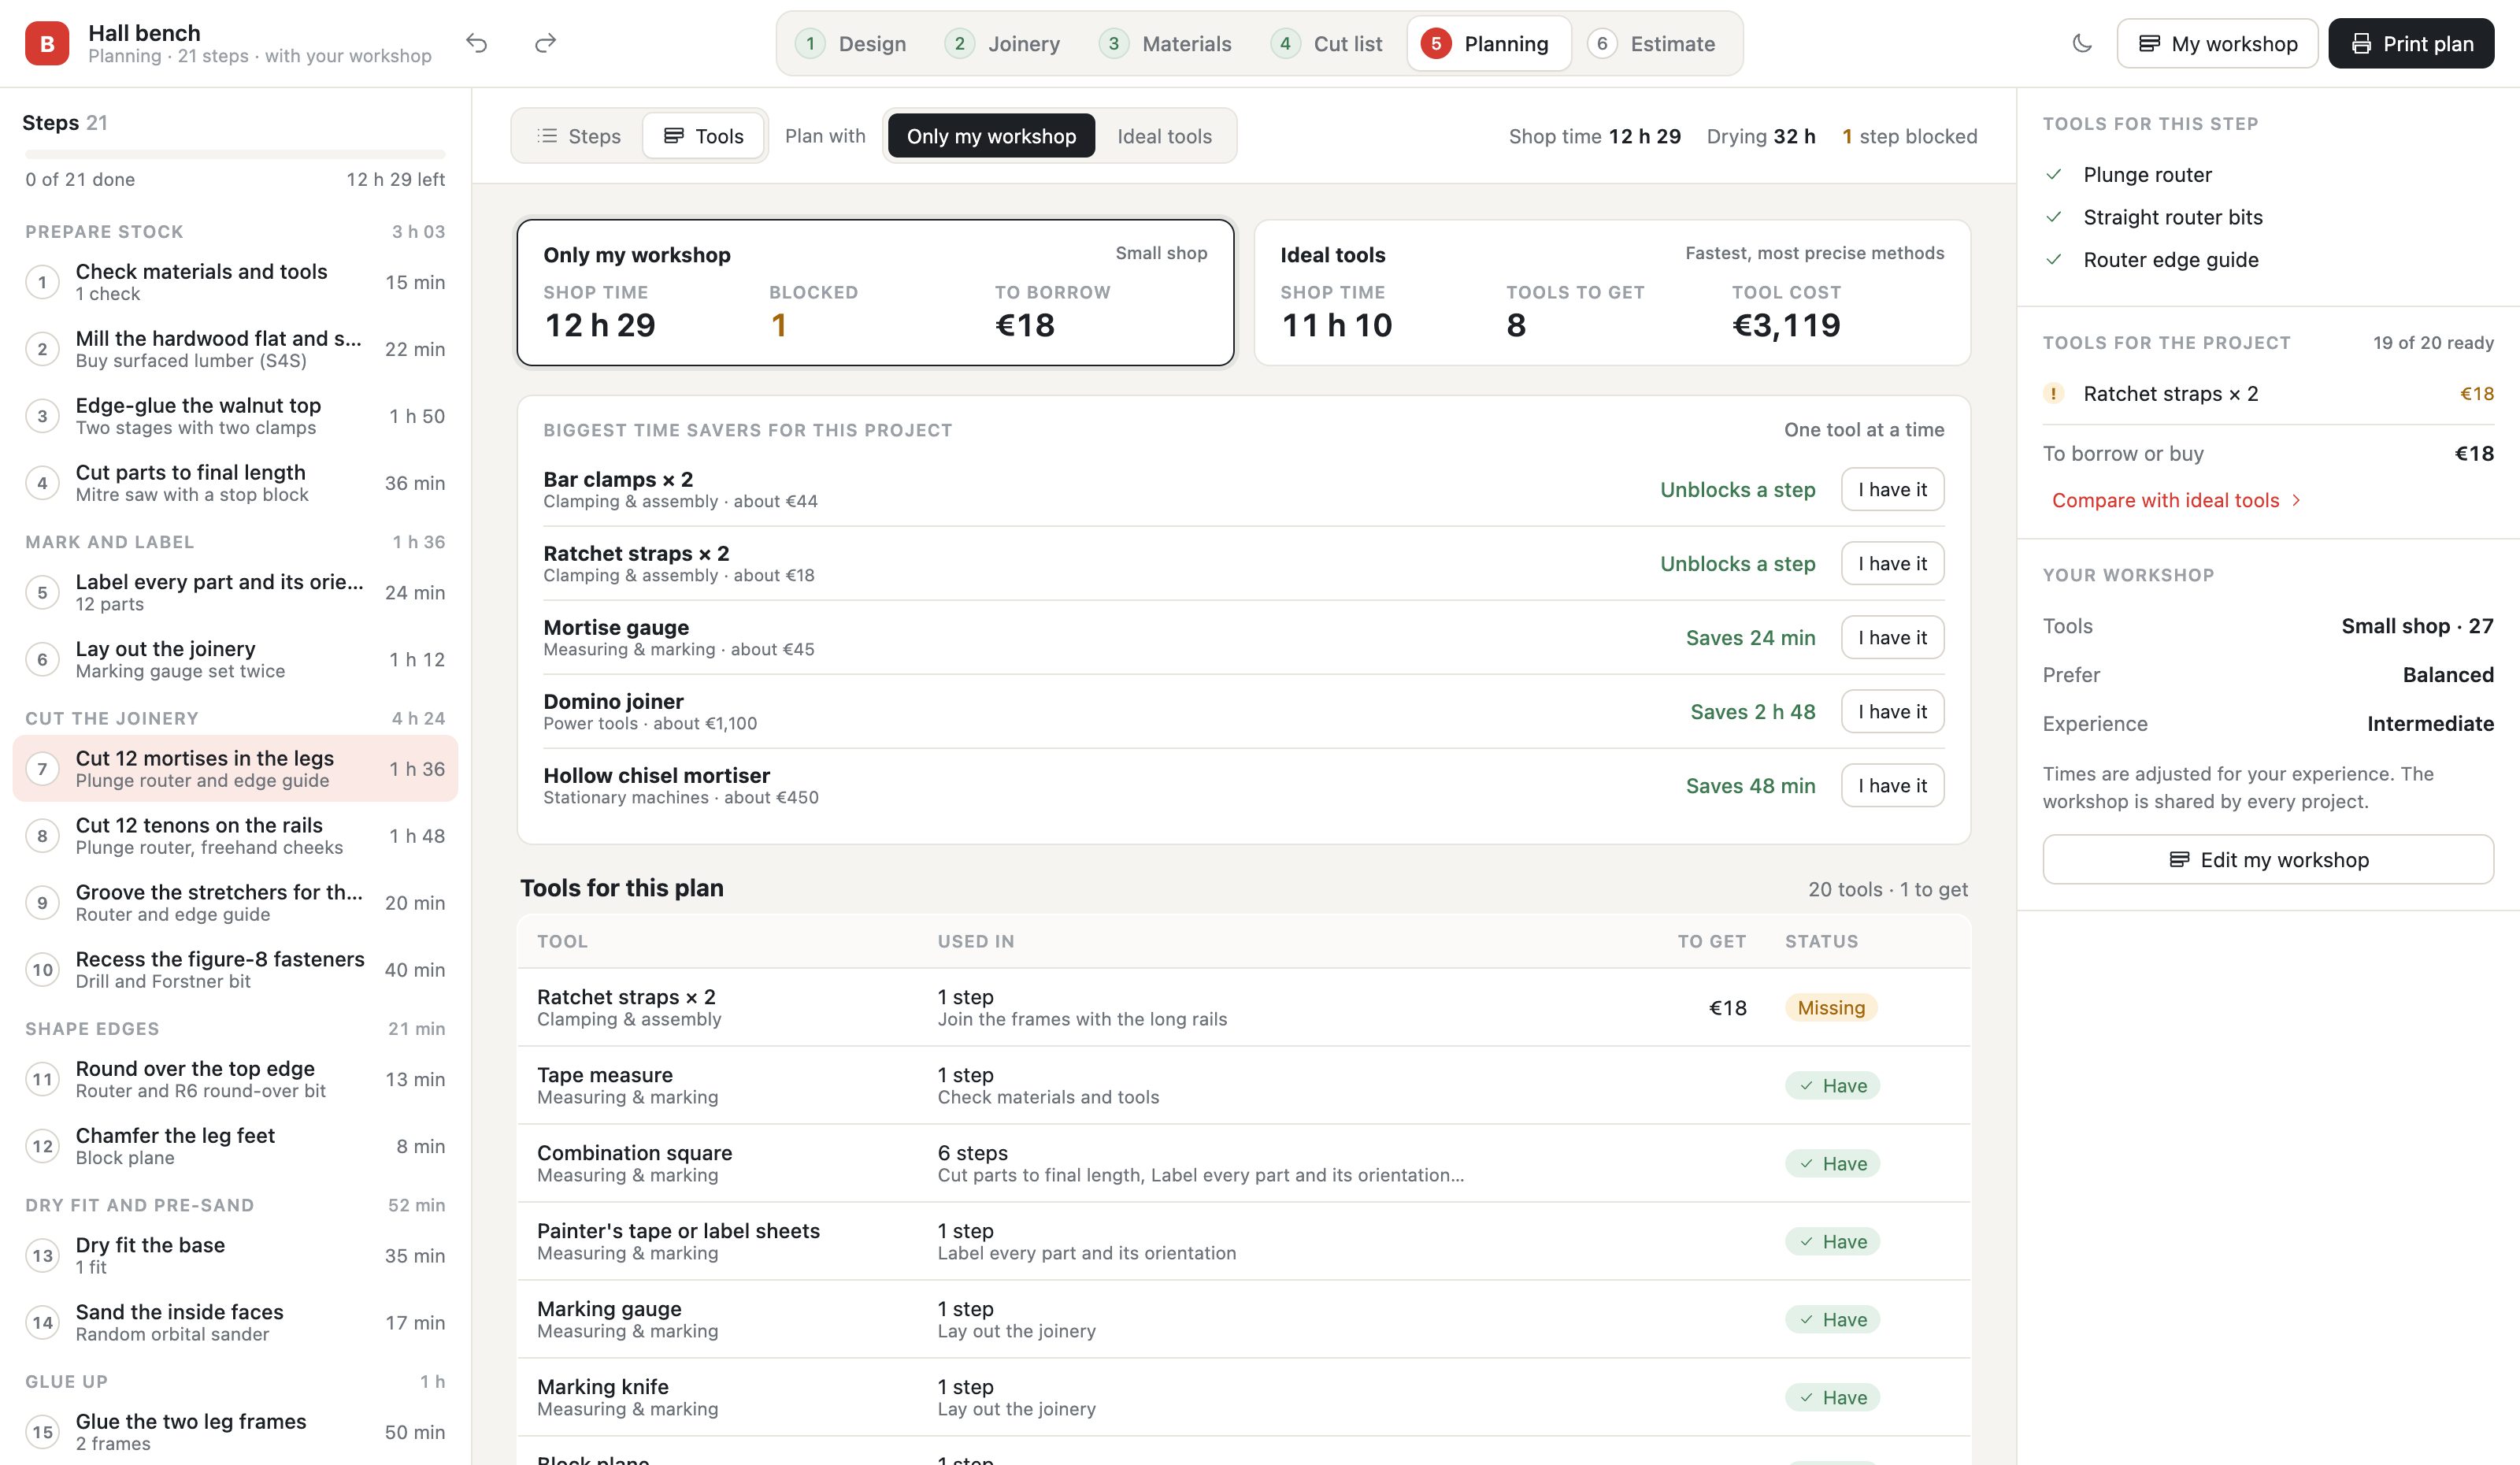 B
Hall bench
Planning · 21 steps · with your workshop
1 Design
2 Joinery
3 Materials
4 Cut list
5 Planning
6 Estimate
My workshop
Print plan
Steps 21
0 of 21 done
12 h 29 left
PREPARE STOCK 3 h 03
1 Check materials and tools 15 min
1 check
2 Mill the hardwood flat and s... 22 min
Buy surfaced lumber (S4S)
3 Edge-glue the walnut top 1 h 50
Two stages with two clamps
4 Cut parts to final length 36 min
Mitre saw with a stop block
MARK AND LABEL 1 h 36
5 Label every part and its orie... 24 min
12 parts
6 Lay out the joinery 1 h 12
Marking gauge set twice
CUT THE JOINERY 4 h 24
7 Cut 12 mortises in the legs 1 h 36
Plunge router and edge guide
8 Cut 12 tenons on the rails 1 h 48
Plunge router, freehand cheeks
9 Groove the stretchers for th... 20 min
Router and edge guide
10 Recess the figure-8 fasteners 40 min
Drill and Forstner bit
SHAPE EDGES 21 min
11 Round over the top edge 13 min
Router and R6 round-over bit
12 Chamfer the leg feet 8 min
Block plane
DRY FIT AND PRE-SAND 52 min
13 Dry fit the base 35 min
1 fit
14 Sand the inside faces 17 min
Random orbital sander
GLUE UP 1 h
15 Glue the two leg frames 50 min
2 frames
Steps
Tools
Plan with
Only my workshop
Ideal tools
Shop time 12 h 29
Drying 32 h
1 step blocked
Only my workshop
Small shop
SHOP TIME BLOCKED TO BORROW
12 h 29 1 €18
Ideal tools
Fastest, most precise methods
SHOP TIME TOOLS TO GET TOOL COST
11 h 10 8 €3,119
BIGGEST TIME SAVERS FOR THIS PROJECT
One tool at a time
Bar clamps × 2
Clamping & assembly · about €44
Unblocks a step
I have it
Ratchet straps × 2
Clamping & assembly · about €18
Unblocks a step
I have it
Mortise gauge
Measuring & marking · about €45
Saves 24 min
I have it
Domino joiner
Power tools · about €1,100
Saves 2 h 48
I have it
Hollow chisel mortiser
Stationary machines · about €450
Saves 48 min
I have it
Tools for this plan
20 tools · 1 to get
TOOL USED IN TO GET STATUS
Ratchet straps × 2
Clamping & assembly
1 step
Join the frames with the long rails
€18
Missing
Tape measure
Measuring & marking
1 step
Check materials and tools
Have
Combination square
Measuring & marking
6 steps
Cut parts to final length, Label every part and its orientation...
Have
Painter's tape or label sheets
Measuring & marking
1 step
Label every part and its orientation
Have
Marking gauge
Measuring & marking
1 step
Lay out the joinery
Have
Marking knife
Measuring & marking
1 step
Lay out the joinery
Have
Block plane
1 step
TOOLS FOR THIS STEP
Plunge router
Straight router bits
Router edge guide
TOOLS FOR THE PROJECT 19 of 20 ready
! Ratchet straps × 2 €18
To borrow or buy €18
Compare with ideal tools
YOUR WORKSHOP
Tools Small shop · 27
Prefer Balanced
Experience Intermediate
Times are adjusted for your experience. The
workshop is shared by every project.
Edit my workshop